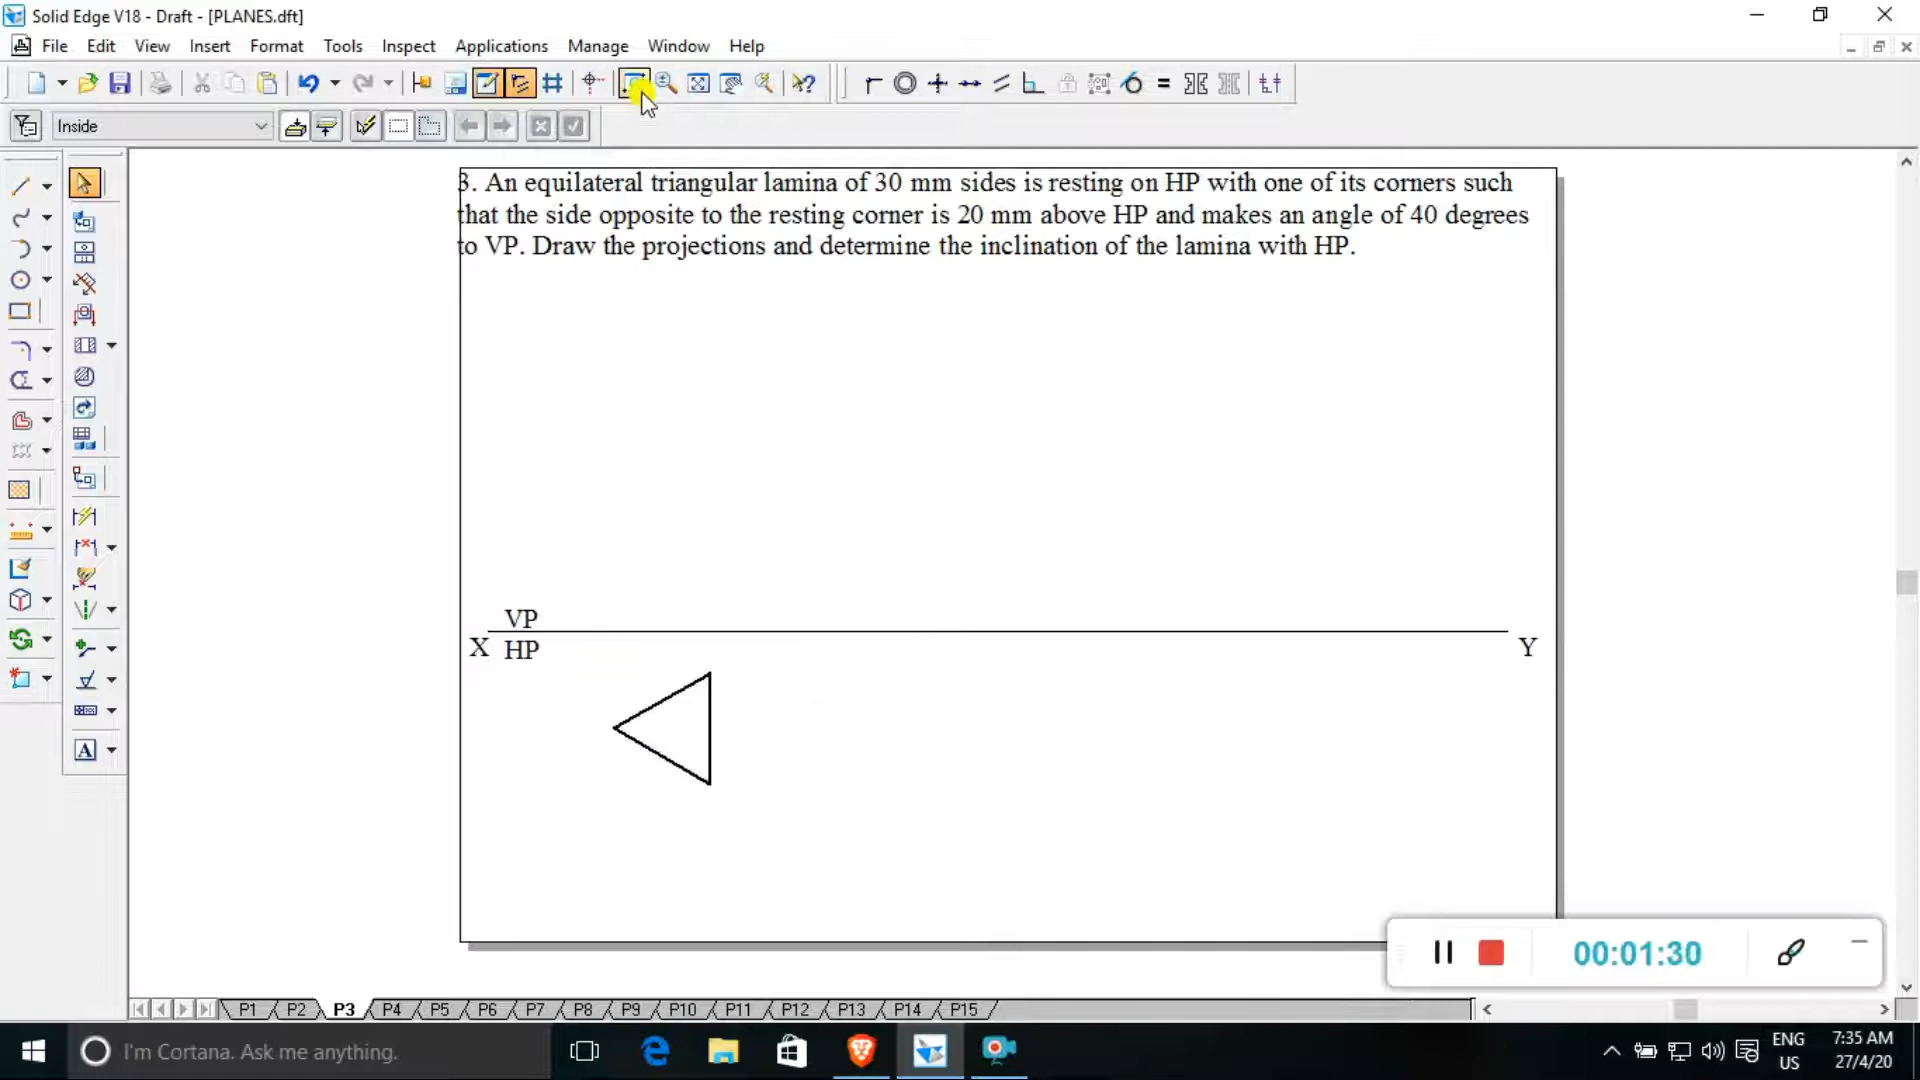 Solid Edge V18 - Draft - [PLANES.dft]
File Edit View Insert Format Tools Inspect Applications Manage Window Help
Inside
3. An equilateral triangular lamina of 30 mm sides is resting on HP with one of its corners such
that the side opposite to the resting corner is 20 mm above HP and makes an angle of 40 degrees
to VP. Draw the projections and determine the inclination of the lamina with HP.
VP
X HP Y
A
00:01:30
P1 P2 P3 P4 P5 P6 P7 P8 P9 P10 P11 P12 P13 P14 P15
I'm Cortana. Ask me anything.
ENG 7:35 AM
US 27/4/20